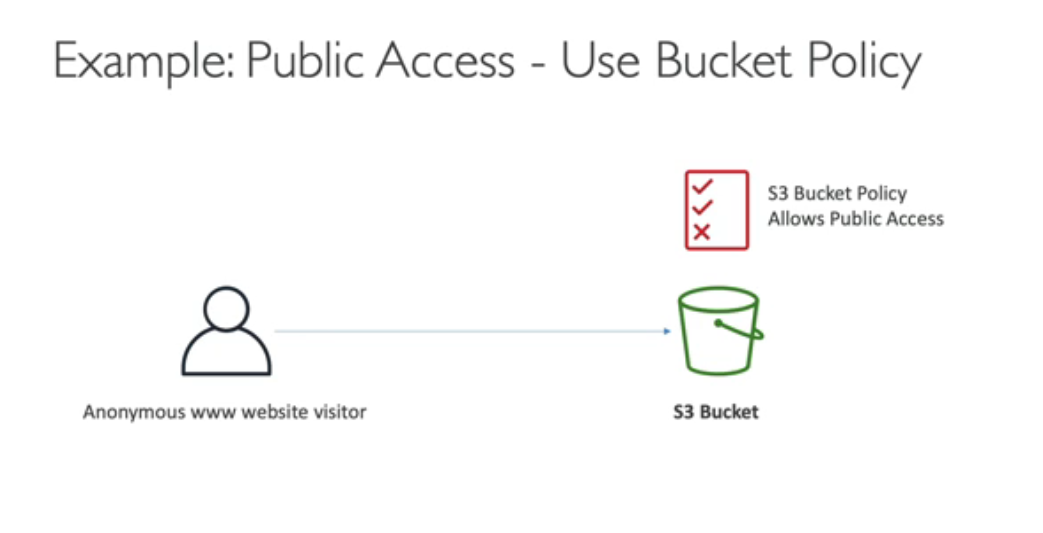 Example: Public Access - Use Bucket Policy
S3 Bucket Policy
Allows Public Access
Anonymous www website visitor
S3 Bucket